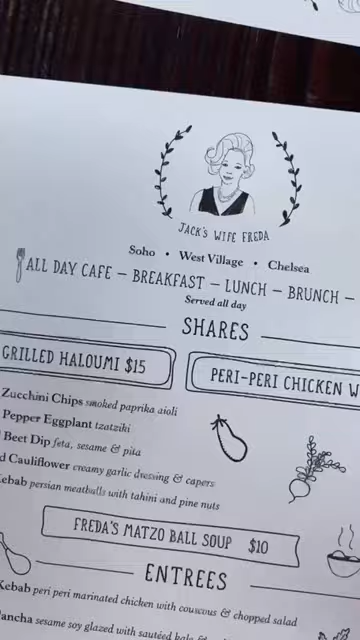 JACK'S WIFE FREDA
Soho • West Village • Chelsea
ALL DAY CAFE – BREAKFAST – LUNCH – BRUNCH –
Served all day
SHARES
GRILLED HALOUMI $15
PERI-PERI CHICKEN W
Zucchini Chips smoked paprika aioli
Pepper Eggplant tzatziki
Beet Dip feta, sesame & pita
Cauliflower creamy garlic dressing & capers
Kebab persian meatballs with tahini and pine nuts
FREDA'S MATZO BALL SOUP $10
ENTREES
Kebab peri peri marinated chicken with couscous & chopped salad
sesame soy glazed with sautéed kale &